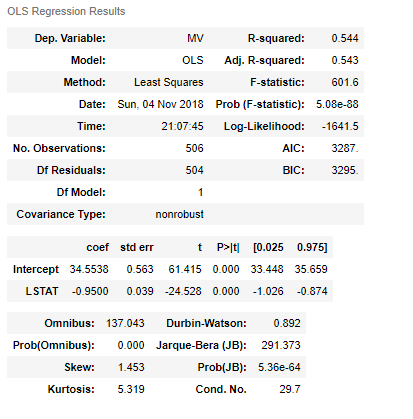 OLS Regression Results
Dep. Variable: MV R-squared: 0.544
Model: OLS Adj. R-squared: 0.543
Method: Least Squares F-statistic: 601.6
Date: Sun, 04 Nov 2018 Prob (F-statistic): 5.08e-88
Time: 21:07:45 Log-Likelihood: -1641.5
No. Observations: 506 AIC: 3287.
Df Residuals: 504 BIC: 3295.
Df Model: 1
Covariance Type: nonrobust
coef std err t P>|t| [0.025 0.975]
Intercept 34.5538 0.563 61.415 0.000 33.448 35.659
LSTAT -0.9500 0.039 -24.528 0.000 -1.026 -0.874
Omnibus: 137.043 Durbin-Watson: 0.892
Prob(Omnibus): 0.000 Jarque-Bera (JB): 291.373
Skew: 1.453 Prob(JB): 5.36e-64
Kurtosis: 5.319 Cond. No. 29.7